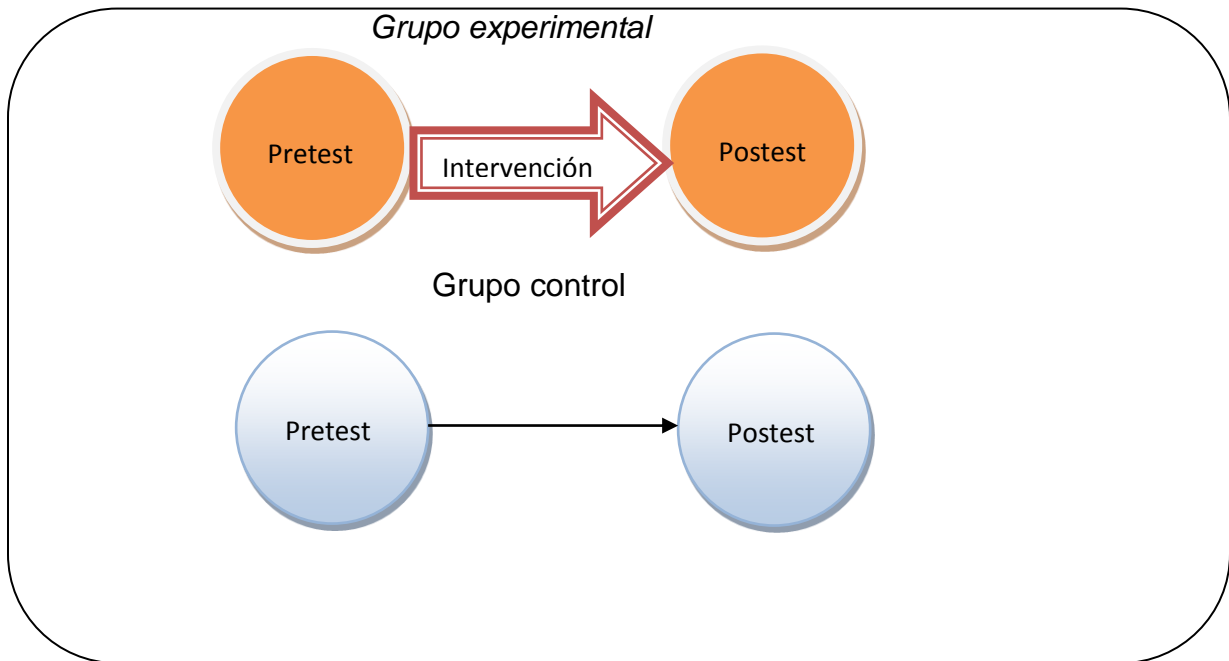 Grupo experimental
Pretest
Intervención
Postest
Grupo control
Pretest
Postest